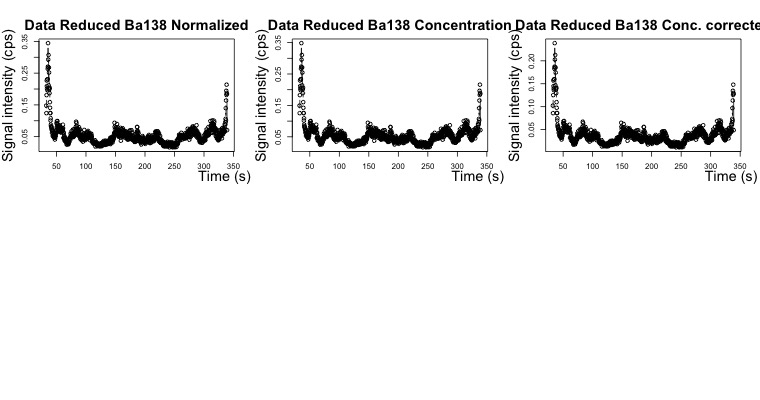 Data Reduced Ba138 Normalized
Signal intensity (cps)
0.05 0.15 0.25 0.35
50 100 150 200 250 300 350
Time (s)
Data Reduced Ba138 Concentration
Signal intensity (cps)
0.05 0.15 0.25 0.35
50 100 150 200 250 300 350
Time (s)
Data Reduced Ba138 Conc. correcte
Signal intensity (cps)
0.05 0.10 0.15 0.20
50 100 150 200 250 300 350
Time (s)